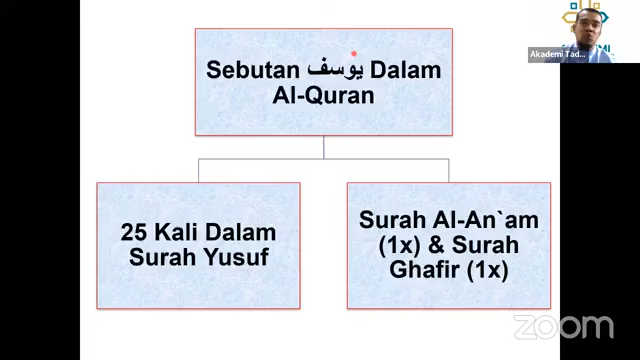 Sebutan يوسف Dalam
Al-Quran
25 Kali Dalam
Surah Yusuf
Surah Al-An`am
(1x) & Surah
Ghafir (1x)
Akademi Tad...
zoom